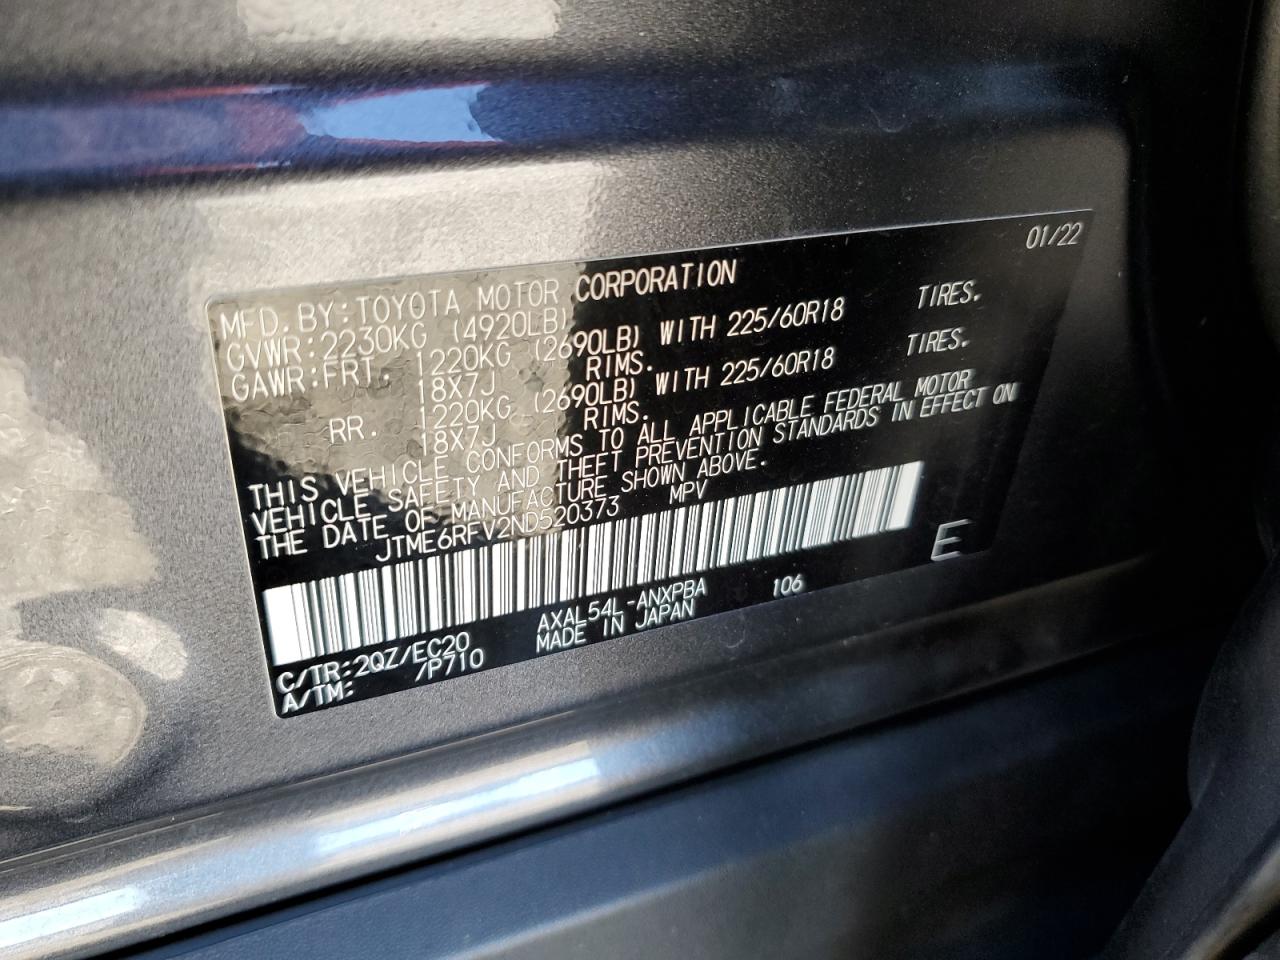 01/22
MFD. BY: TOYOTA MOTOR CORPORATION
GVWR: 2230KG (4920LB)
GAWR: FRT. 1220KG (2690LB) WITH 225/60R18 TIRES.
18X7J RIMS.
RR. 1220KG (2690LB) WITH 225/60R18 TIRES.
18X7J RIMS.
THIS VEHICLE CONFORMS TO ALL APPLICABLE FEDERAL MOTOR
VEHICLE SAFETY AND THEFT PREVENTION STANDARDS IN EFFECT ON
THE DATE OF MANUFACTURE SHOWN ABOVE.
JTME6RFV2ND520373 MPV
E
C/TR: 2QZ/EC20 AXAL54L-ANXPBA 106
A/TM: /P710 MADE IN JAPAN